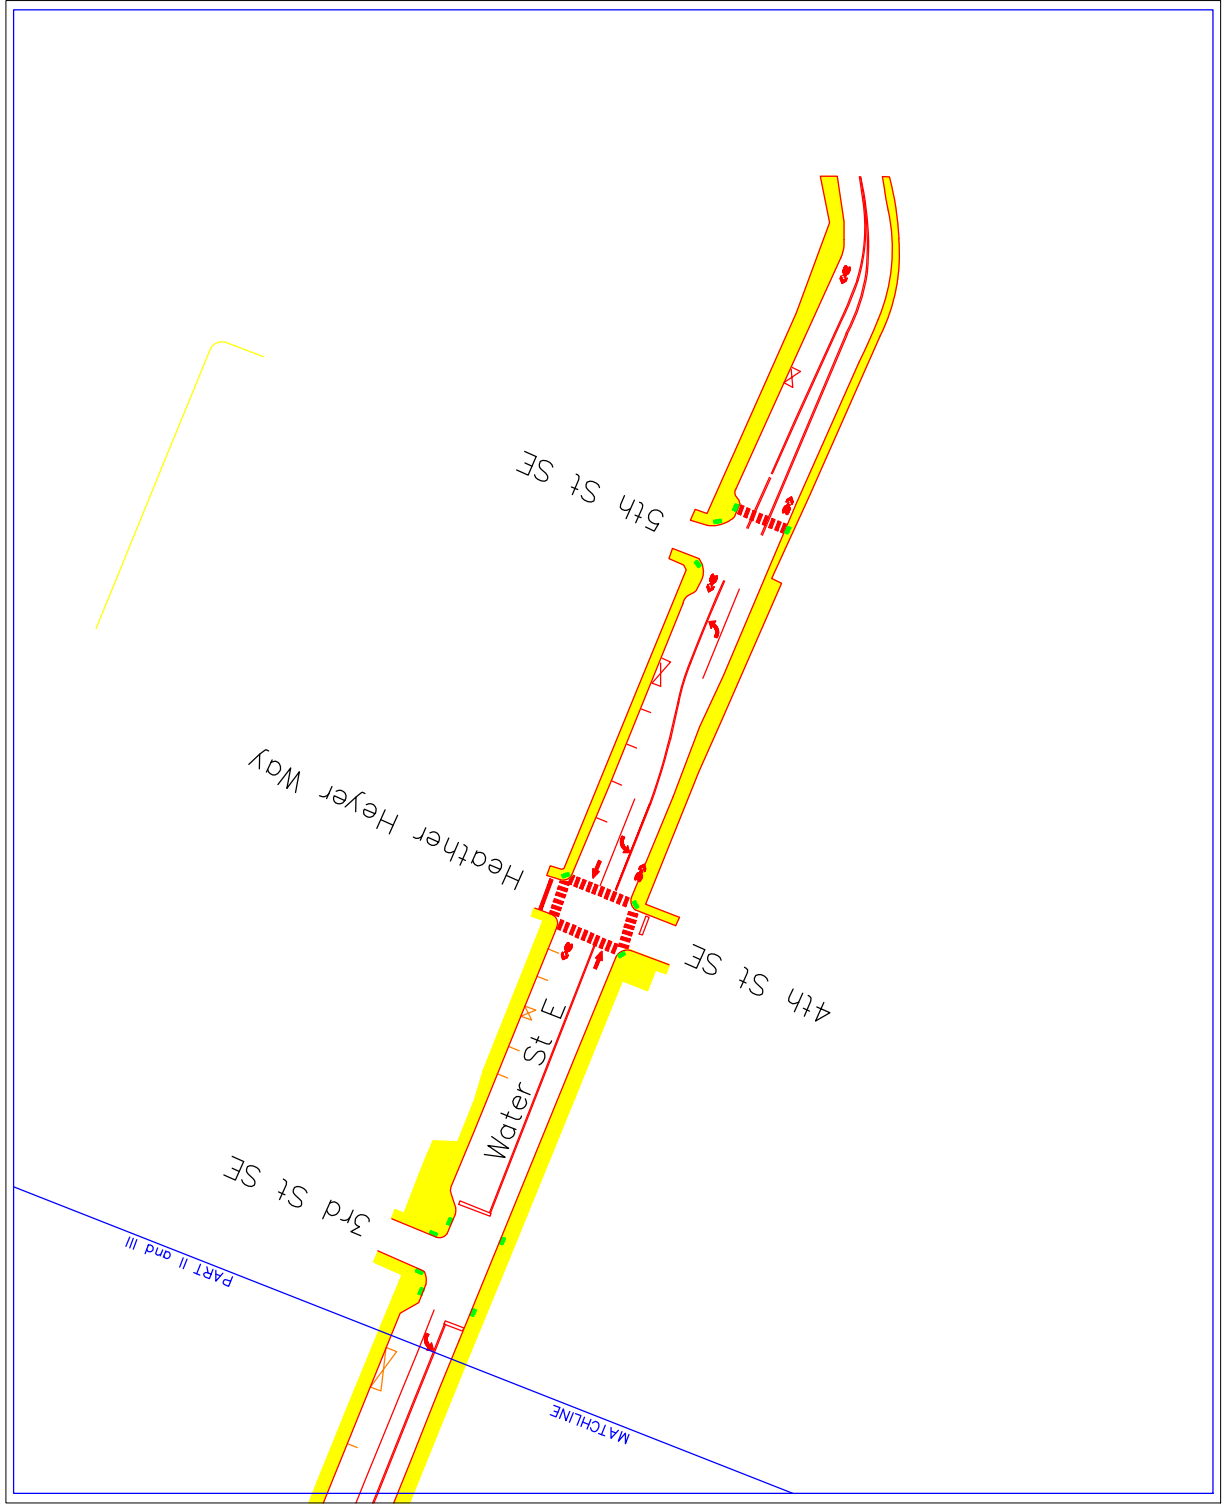 5th St SE
Heather Heyer Way
4th St SE
Water St E
3rd St SE
PART II and III
MATCHLINE